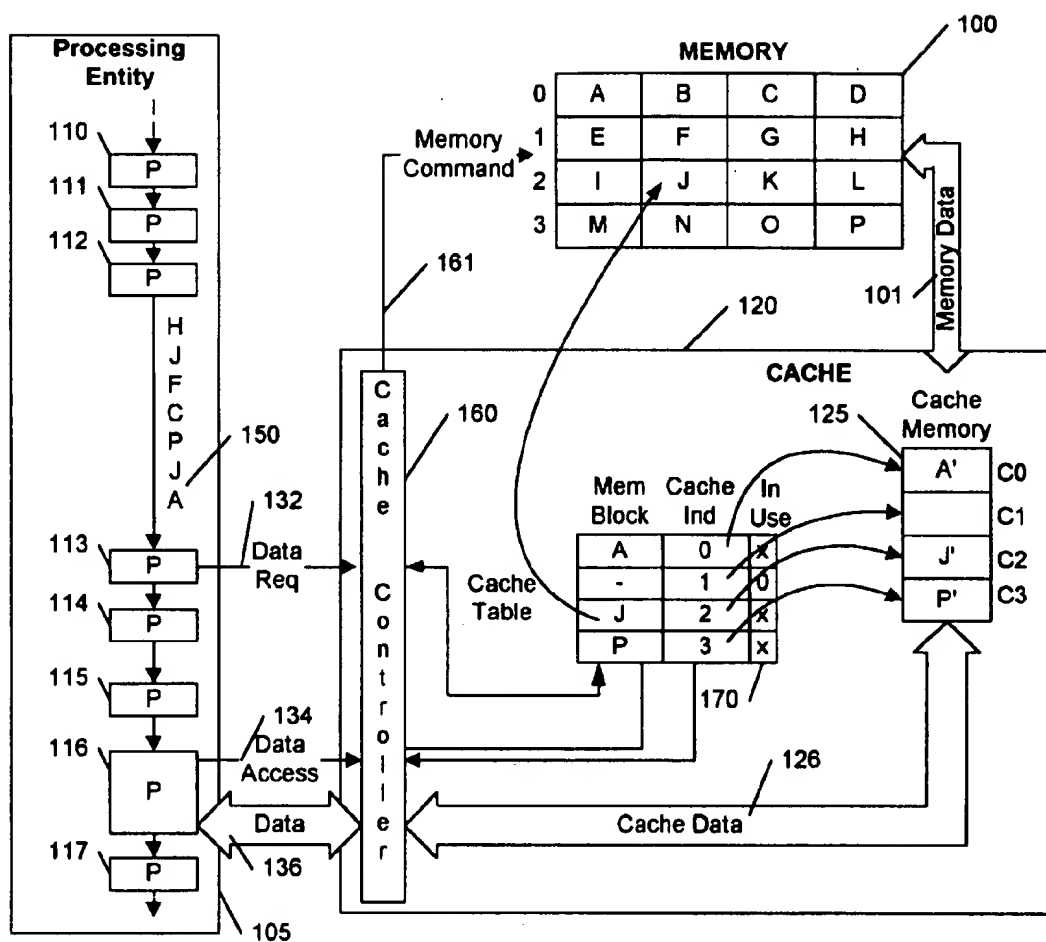 Processing
Entity
110
P
111
P
112
P
H
J
F
C
P
J
A
150
132
113
P
Data
Req
114
P
115
P
134
116
P
Data
Access
Data
136
117
P
105
MEMORY
100
0 A B C D
1 E F G H
2 I J K L
3 M N O P
Memory
Command
161
101
Memory Data
120
CACHE
Cache Controller
160
125
Cache
Memory
A' C0
C1
J' C2
P' C3
Mem
Block
Cache
Ind
In
Use
A 0 x
- 1 0
J 2 x
P 3 x
Cache
Table
170
126
Cache Data